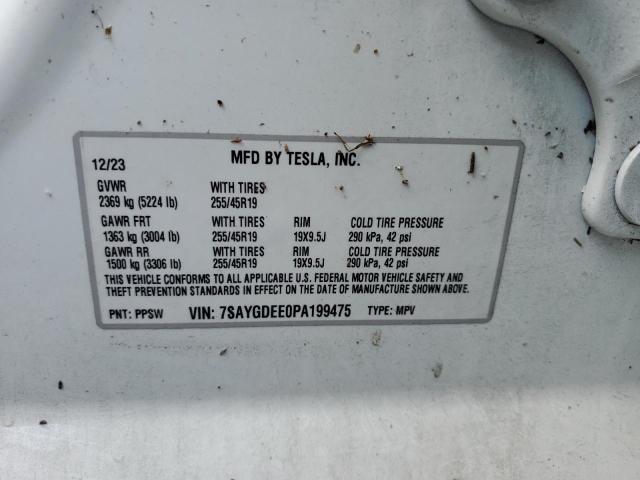 12/23 MFD BY TESLA, INC.
GVWR WITH TIRES
2369 kg (5224 lb) 255/45R19
GAWR FRT WITH TIRES RIM COLD TIRE PRESSURE
1363 kg (3004 lb) 255/45R19 19X9.5J 290 kPa, 42 psi
GAWR RR WITH TIRES RIM COLD TIRE PRESSURE
1500 kg (3306 lb) 255/45R19 19X9.5J 290 kPa, 42 psi
THIS VEHICLE CONFORMS TO ALL APPLICABLE U.S. FEDERAL MOTOR VEHICLE SAFETY AND
THEFT PREVENTION STANDARDS IN EFFECT ON THE DATE OF MANUFACTURE SHOWN ABOVE.
PNT: PPSW VIN: 7SAYGDEE0PA199475 TYPE: MPV